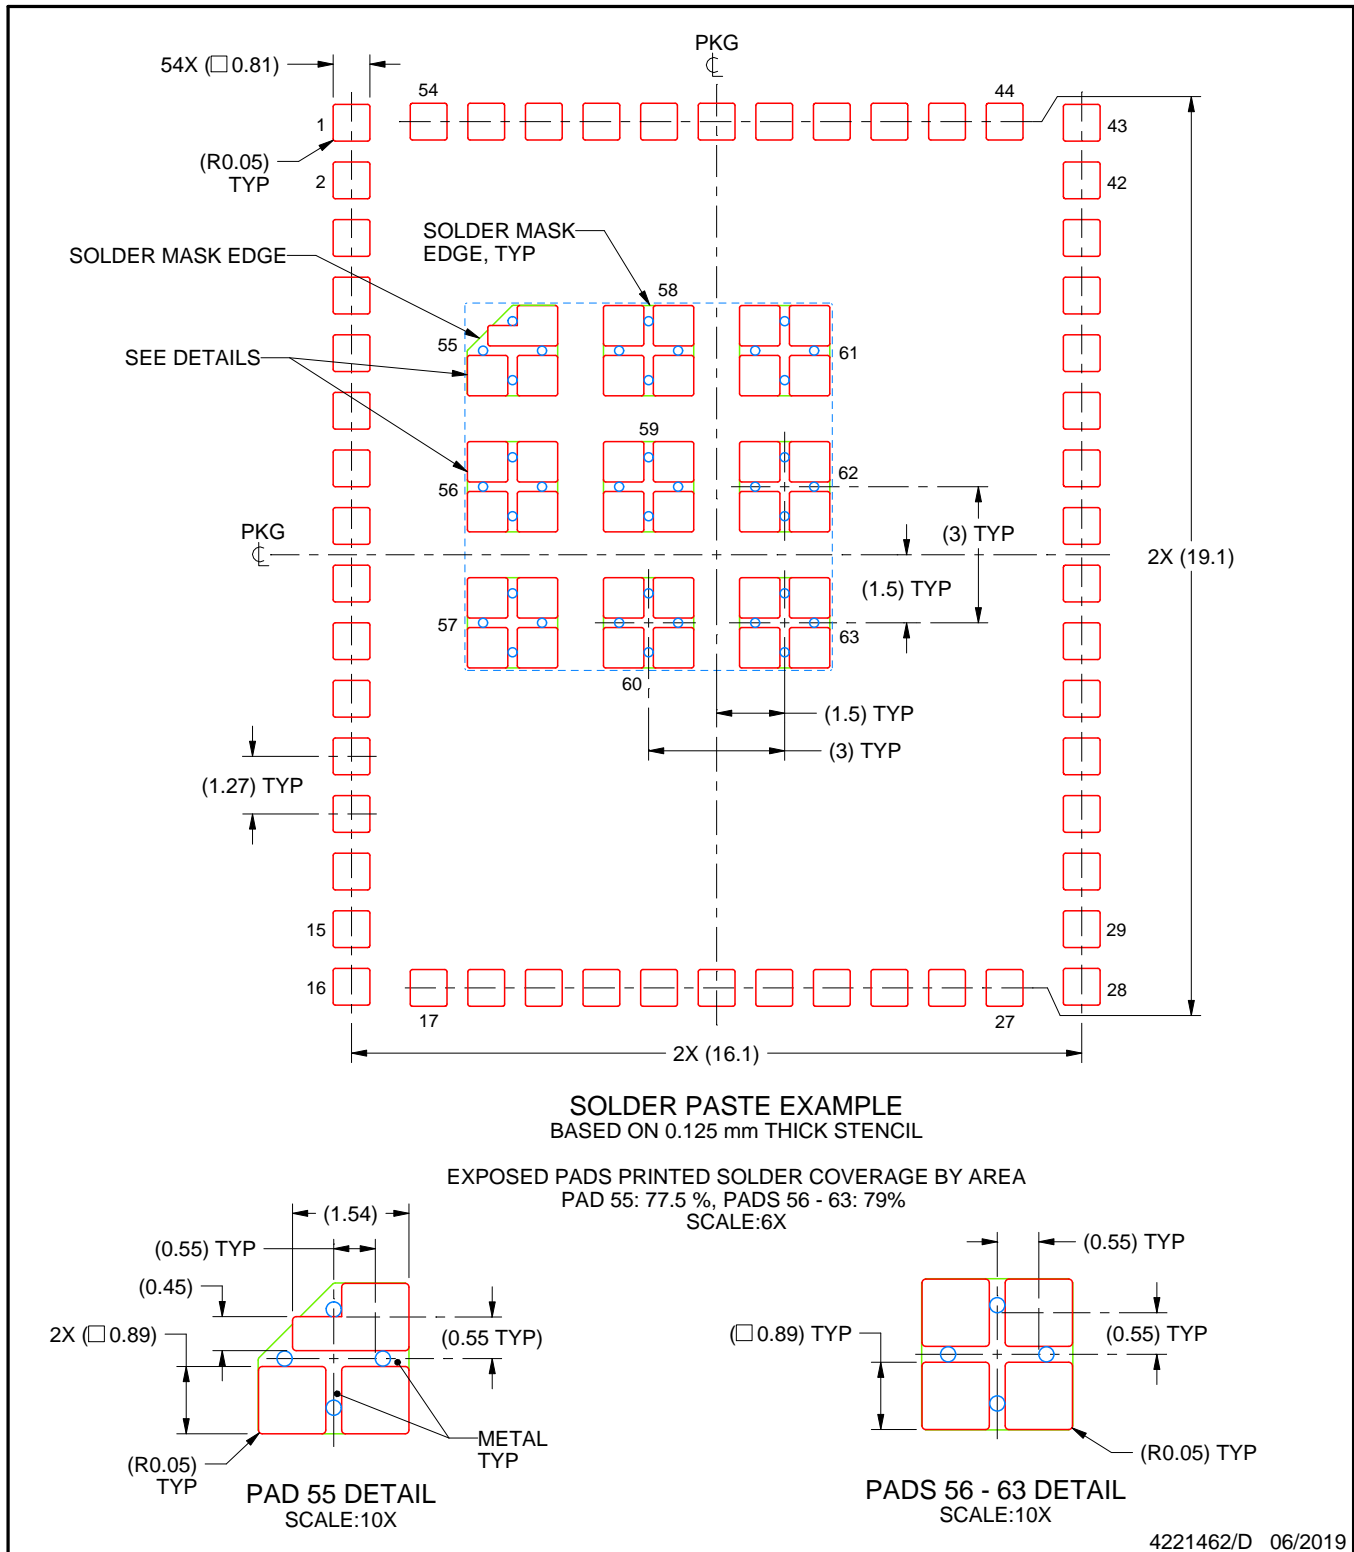 PKG
℄
54X (□ 0.81)
54
44
1
43
(R0.05)
TYP
2
42
SOLDER MASK
EDGE, TYP
SOLDER MASK EDGE
58
55
61
SEE DETAILS
59
56
62
PKG
℄
(3) TYP
2X (19.1)
(1.5) TYP
57
63
60
(1.5) TYP
(3) TYP
(1.27) TYP
15
29
16
28
17
27
2X (16.1)
SOLDER PASTE EXAMPLE
BASED ON 0.125 mm THICK STENCIL
EXPOSED PADS PRINTED SOLDER COVERAGE BY AREA
PAD 55: 77.5 %, PADS 56 - 63: 79%
SCALE:6X
(1.54)
(0.55) TYP
(0.45)
2X (□ 0.89)
(0.55 TYP)
METAL
TYP
(R0.05)
TYP
PAD 55 DETAIL
SCALE:10X
(0.55) TYP
(□ 0.89) TYP
(0.55) TYP
(R0.05) TYP
PADS 56 - 63 DETAIL
SCALE:10X
4221462/D 06/2019